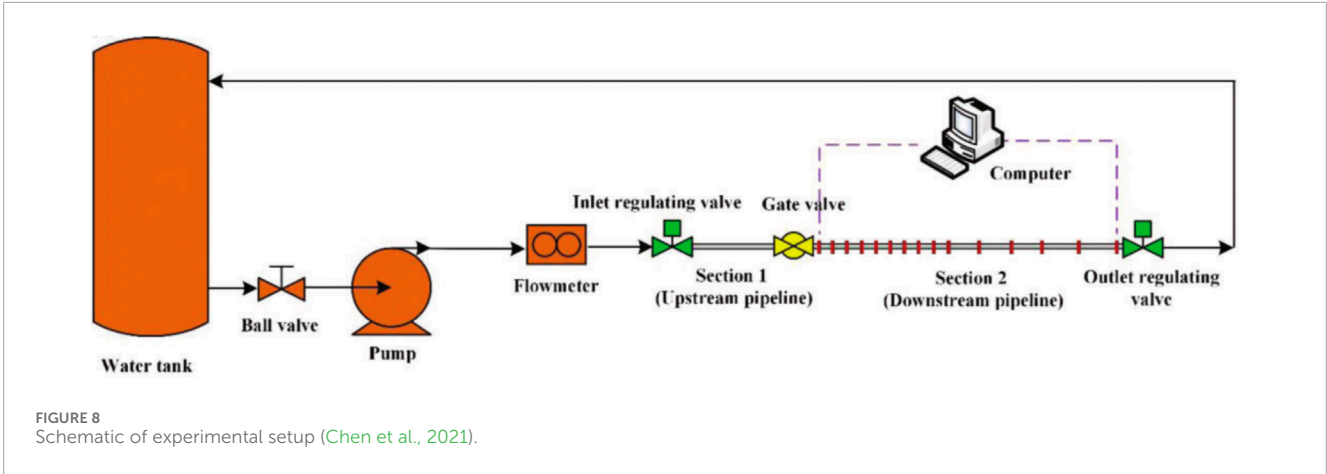 Computer
Inlet regulating valve
Gate valve
Flowmeter
Section 1
(Upstream pipeline)
Section 2
(Downstream pipeline)
Outlet regulating
valve
Ball valve
Pump
Water tank
FIGURE 8
Schematic of experimental setup (Chen et al., 2021).